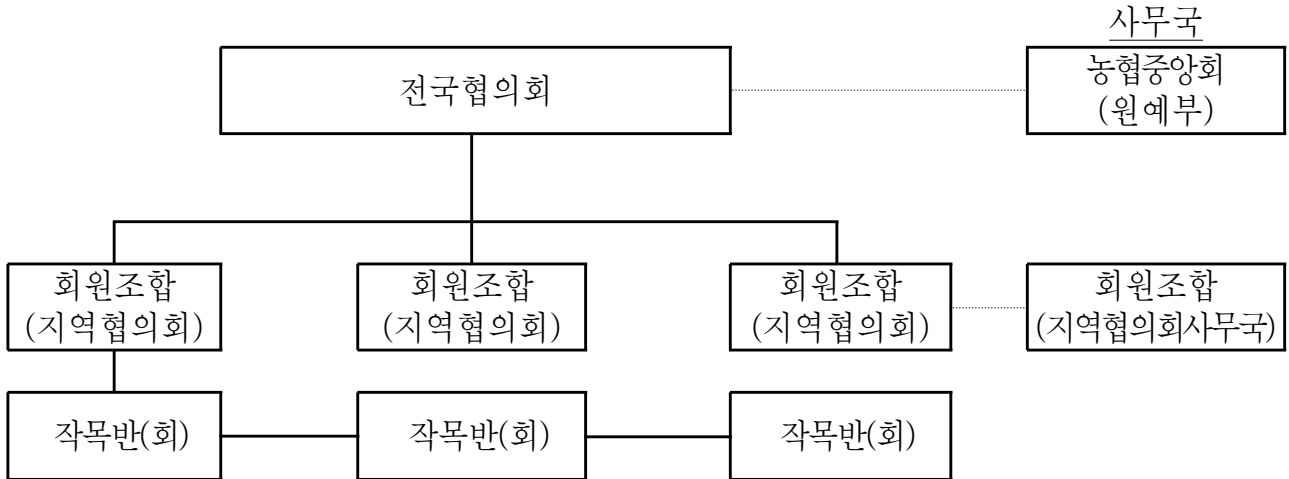 사무국
전국협의회
농협중앙회
(원예부)
회원조합
(지역협의회)
회원조합
(지역협의회)
회원조합
(지역협의회)
회원조합
(지역협의회사무국)
작목반(회)
작목반(회)
작목반(회)